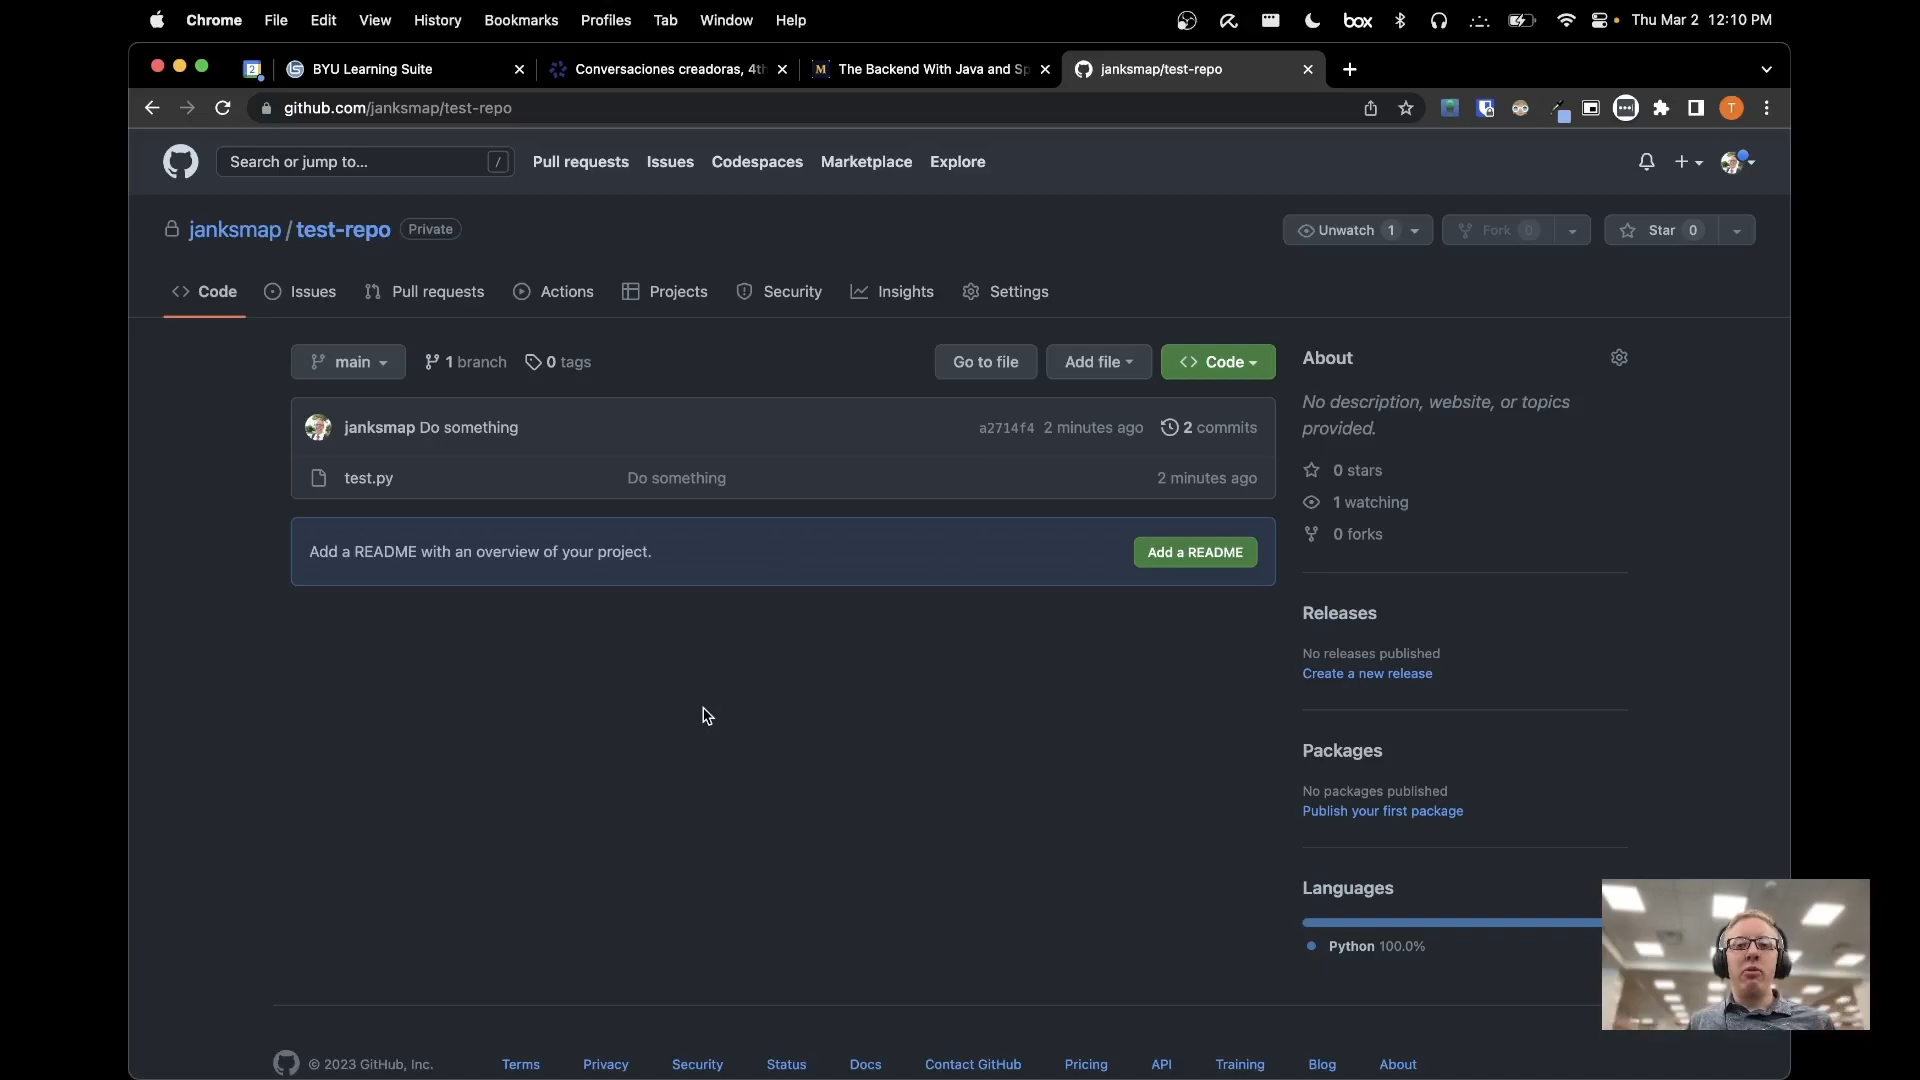 Chrome File Edit View History Bookmarks Profiles Tab Window Help box Thu Mar 2 12:10 PM
2 BYU Learning Suite Conversaciones creadoras, 4th M The Backend With Java and Sp janksmap/test-repo
github.com/janksmap/test-repo T
Search or jump to... / Pull requests Issues Codespaces Marketplace Explore
janksmap / test-repo Private Unwatch 1 Fork 0 Star 0
Code Issues Pull requests Actions Projects Security Insights Settings
main 1 branch 0 tags Go to file Add file Code
janksmap Do something a2714f4 2 minutes ago 2 commits
test.py Do something 2 minutes ago
Add a README with an overview of your project. Add a README
About
No description, website, or topics
provided.
0 stars
1 watching
0 forks
Releases
No releases published
Create a new release
Packages
No packages published
Publish your first package
Languages
Python 100.0%
© 2023 GitHub, Inc. Terms Privacy Security Status Docs Contact GitHub Pricing API Training Blog About